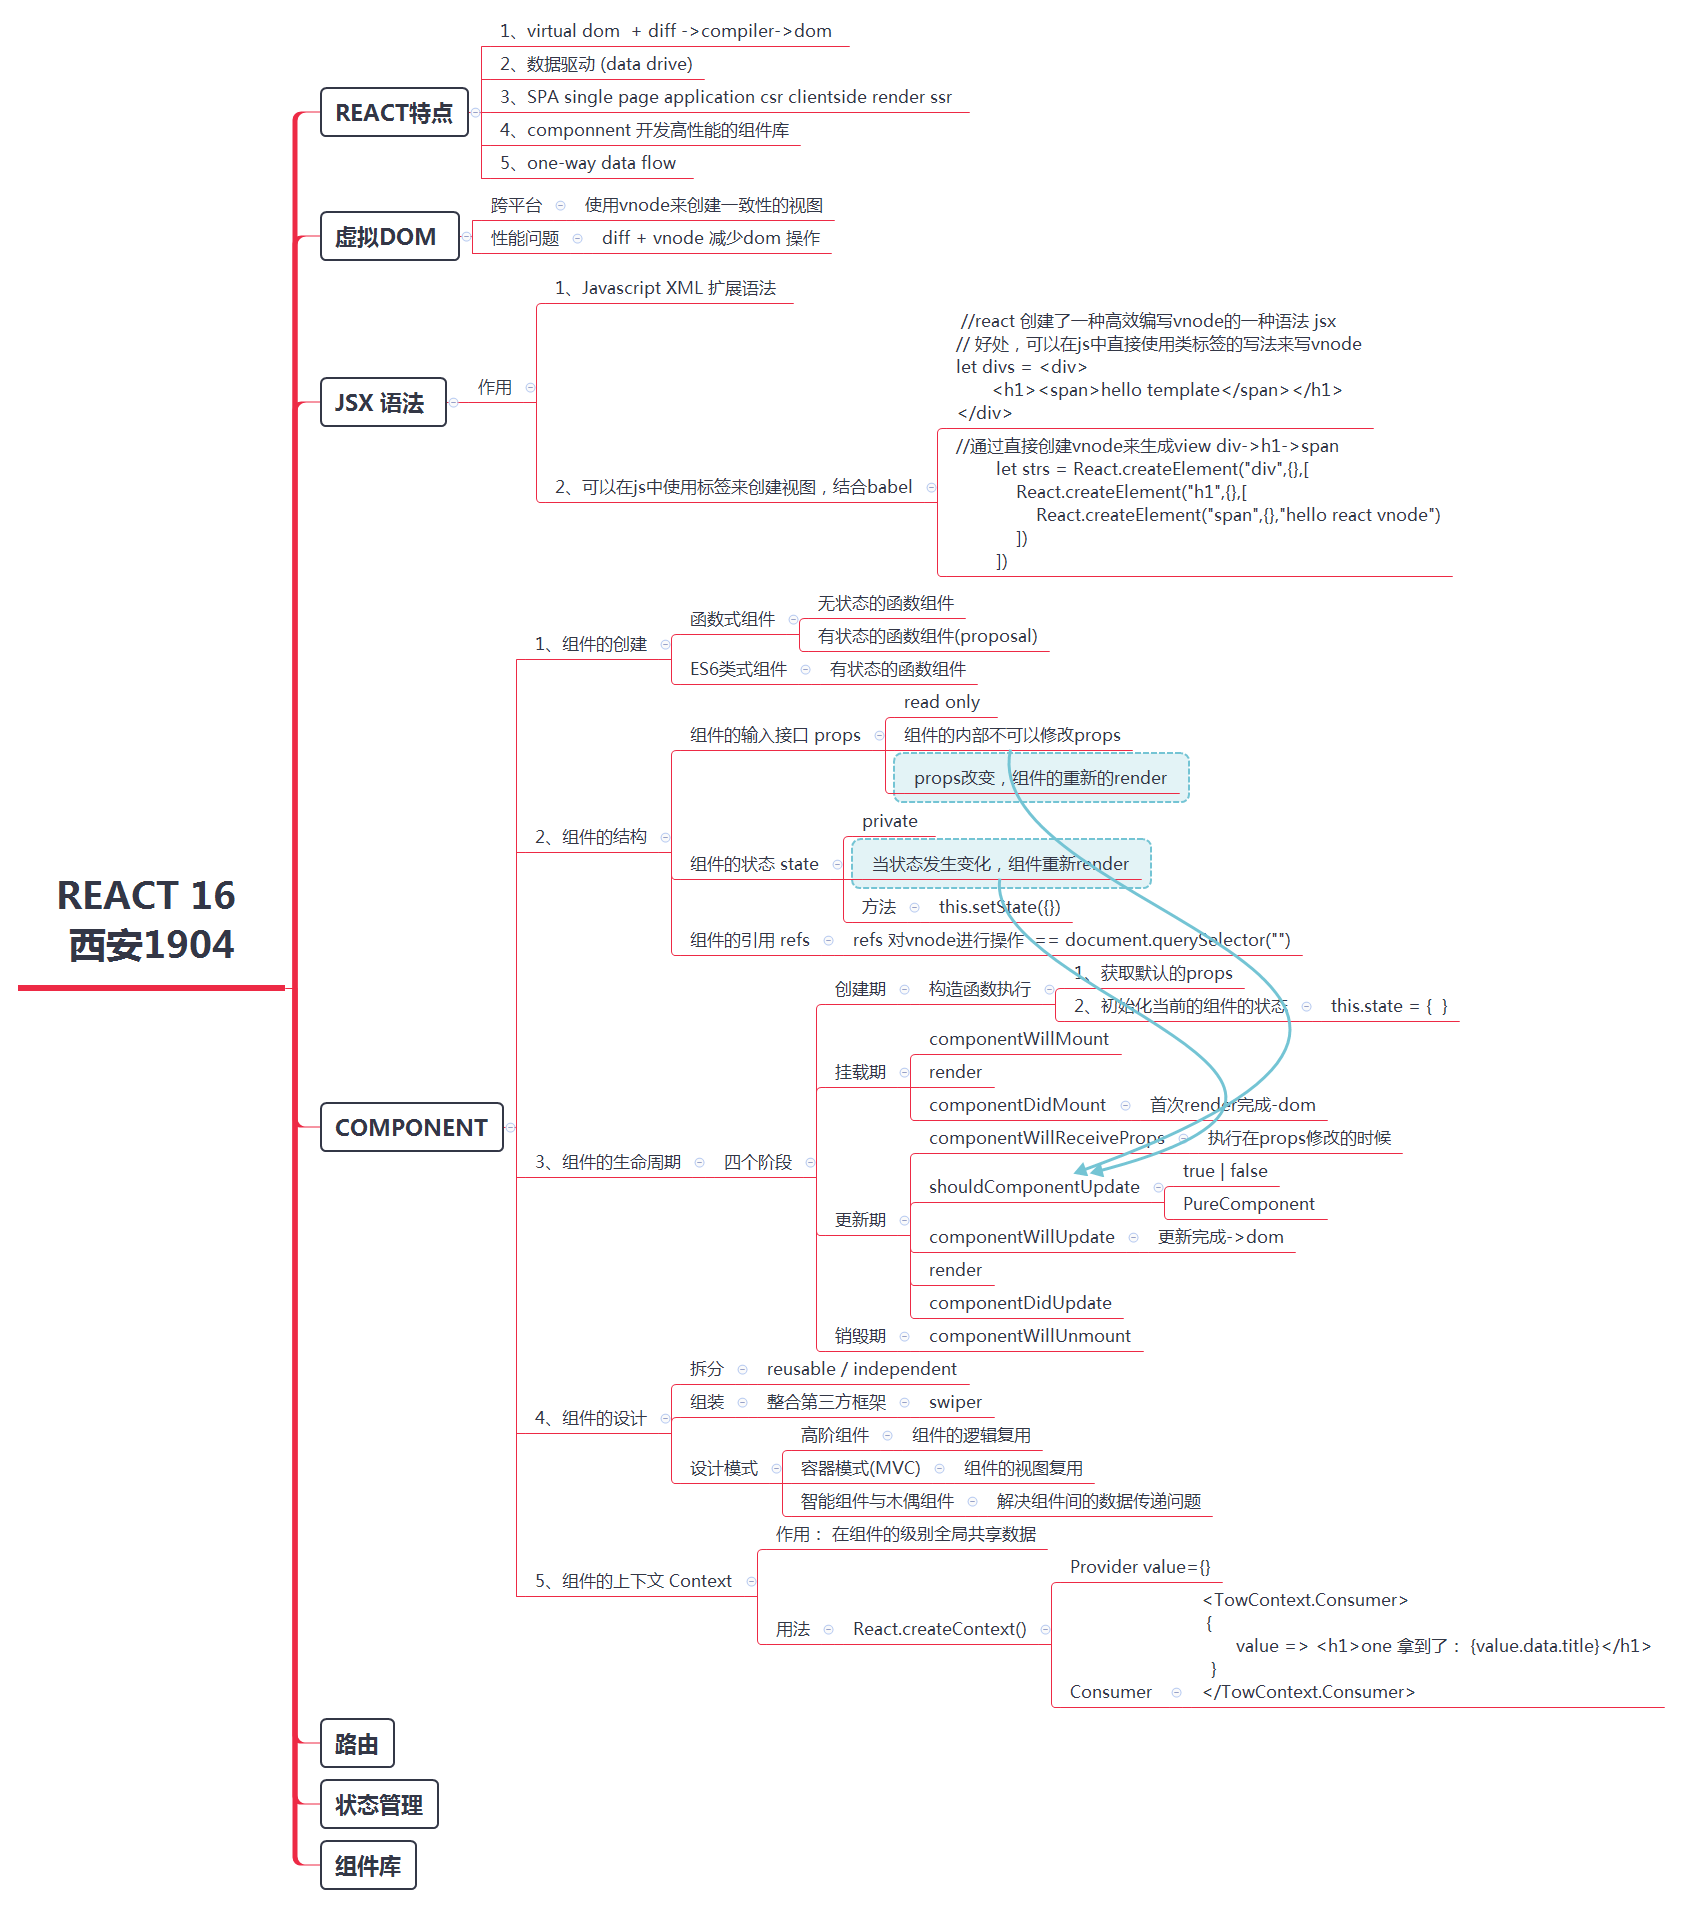 REACT 16
西安1904
REACT特点
1、virtual dom  + diff ->compiler->dom
2、数据驱动 (data drive)
3、SPA single page application csr clientside render ssr
4、componnent 开发高性能的组件库
5、one-way data flow
虚拟DOM
跨平台
使用vnode来创建一致性的视图
性能问题
diff + vnode 减少dom 操作
JSX 语法
作用
1、Javascript XML 扩展语法
2、可以在js中使用标签来创建视图，结合babel
//react 创建了一种高效编写vnode的一种语法 jsx
// 好处，可以在js中直接使用类标签的写法来写vnode
let divs = <div>
<h1><span>hello template</span></h1>
</div>
//通过直接创建vnode来生成view div->h1->span
let strs = React.createElement("div",{},[
React.createElement("h1",{},[
React.createElement("span",{},"hello react vnode")
])
])
COMPONENT
1、组件的创建
函数式组件
无状态的函数组件
有状态的函数组件(proposal)
ES6类式组件
有状态的函数组件
2、组件的结构
组件的输入接口 props
read only
组件的内部不可以修改props
props改变，组件的重新的render
组件的状态 state
private
当状态发生变化，组件重新render
方法
this.setState({})
组件的引用 refs
refs 对vnode进行操作  == document.querySelector("")
3、组件的生命周期
四个阶段
创建期
构造函数执行
1、获取默认的props
2、初始化当前的组件的状态
this.state = {  }
挂载期
componentWillMount
render
componentDidMount
首次render完成-dom
更新期
componentWillReceiveProps
执行在props修改的时候
shouldComponentUpdate
true | false
PureComponent
componentWillUpdate
更新完成->dom
render
componentDidUpdate
销毁期
componentWillUnmount
4、组件的设计
拆分
reusable / independent
组装
整合第三方框架
swiper
设计模式
高阶组件
组件的逻辑复用
容器模式(MVC)
组件的视图复用
智能组件与木偶组件
解决组件间的数据传递问题
5、组件的上下文 Context
作用： 在组件的级别全局共享数据
用法
React.createContext()
Provider value={}
Consumer
<TowContext.Consumer>
{
value => <h1>one 拿到了： {value.data.title}</h1>
}
</TowContext.Consumer>
路由
状态管理
组件库